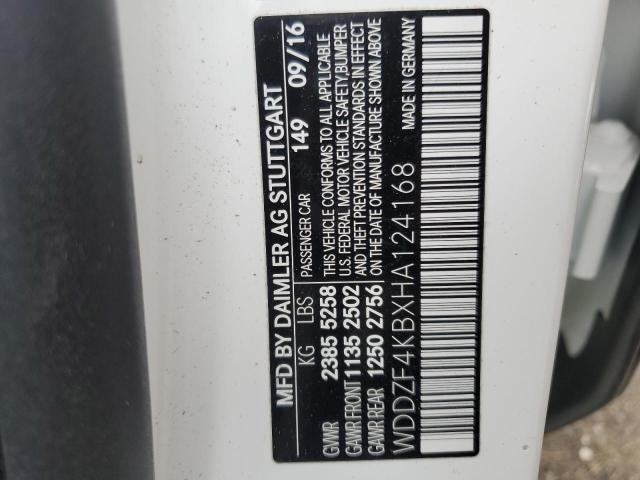 MFD BY DAIMLER AG STUTTGART
KG LBS PASSENGER CAR 149 09/16
GVWR 2385 5258 THIS VEHICLE CONFORMS TO ALL APPLICABLE
U.S. FEDERAL MOTOR VEHICLE SAFETY, BUMPER
GAWR FRONT 1135 2502 AND THEFT PREVENTION STANDARDS IN EFFECT
GAWR REAR 1250 2756 ON THE DATE OF MANUFACTURE SHOWN ABOVE
WDDZF4KBXHA124168 MADE IN GERMANY